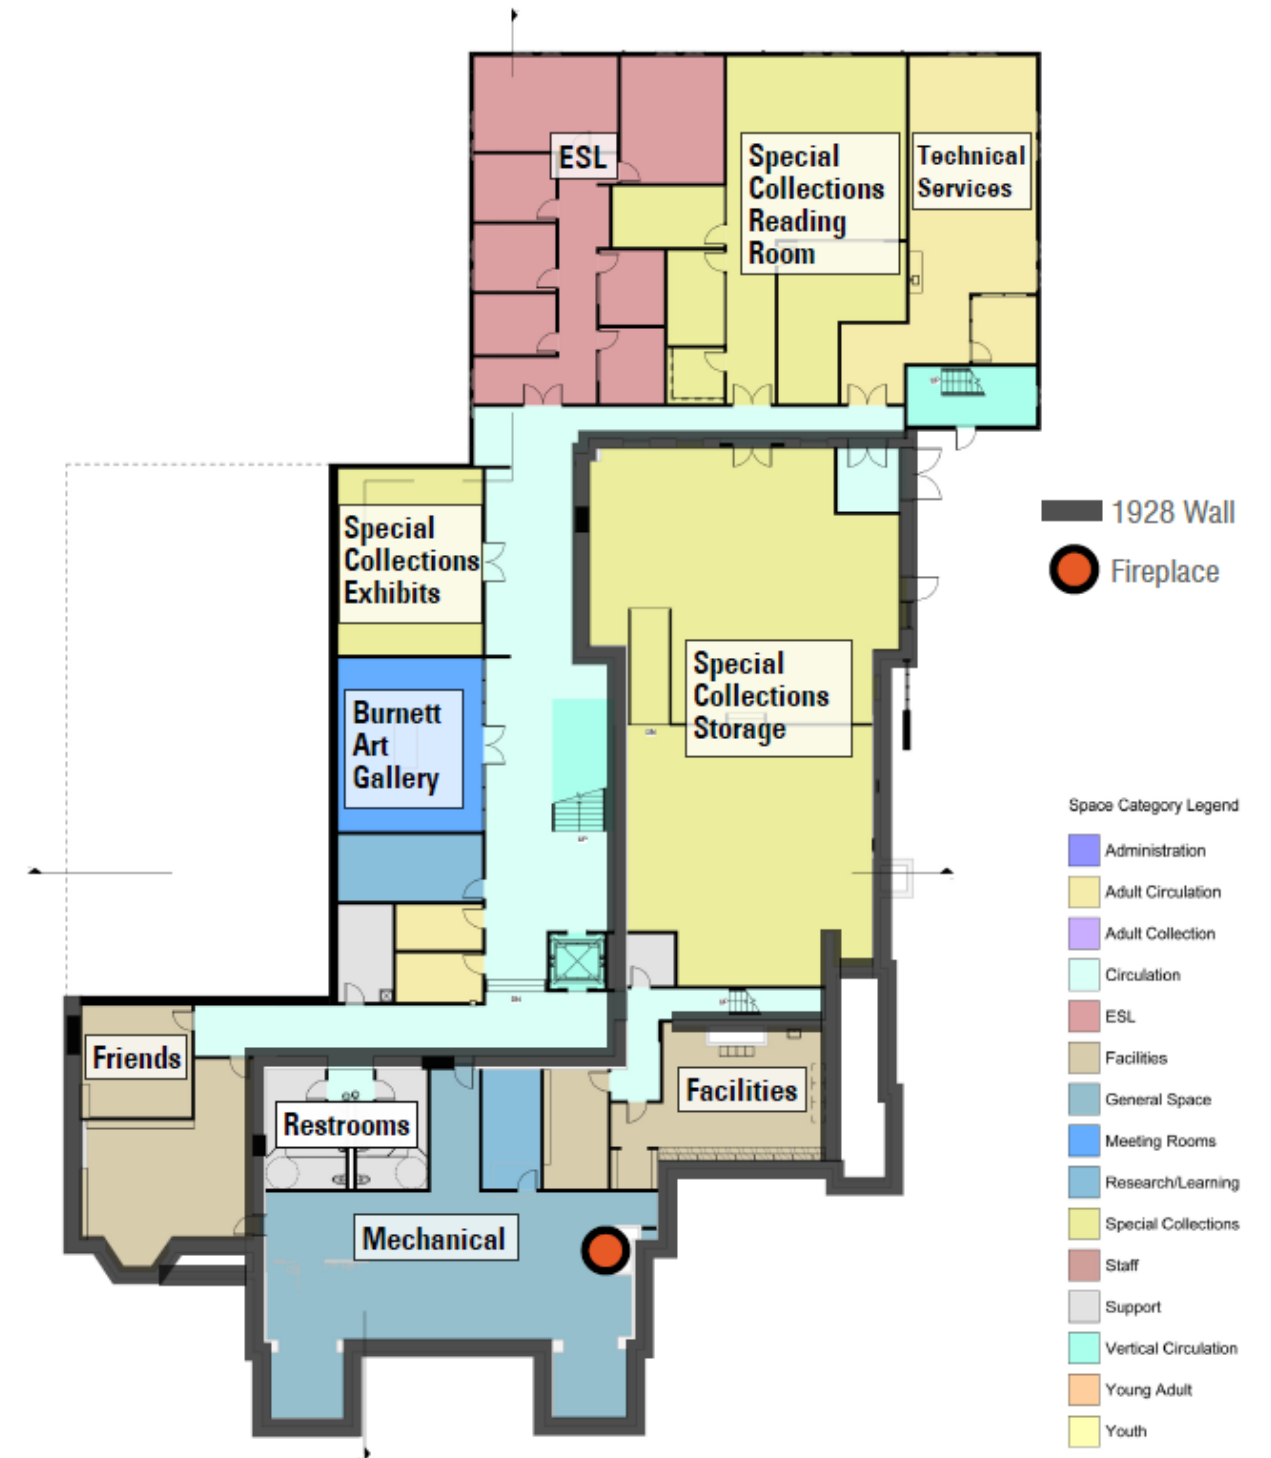 ESL
Special
Collections
Reading
Room
Technical
Services
Special
Collections
Exhibits
1928 Wall
Fireplace
Special
Collections
Storage
Burnett
Art
Gallery
Friends
Restrooms
Facilities
Mechanical
Space Category Legend
Administration
Adult Circulation
Adult Collection
Circulation
ESL
Facilities
General Space
Meeting Rooms
Research/Learning
Special Collections
Staff
Support
Vertical Circulation
Young Adult
Youth